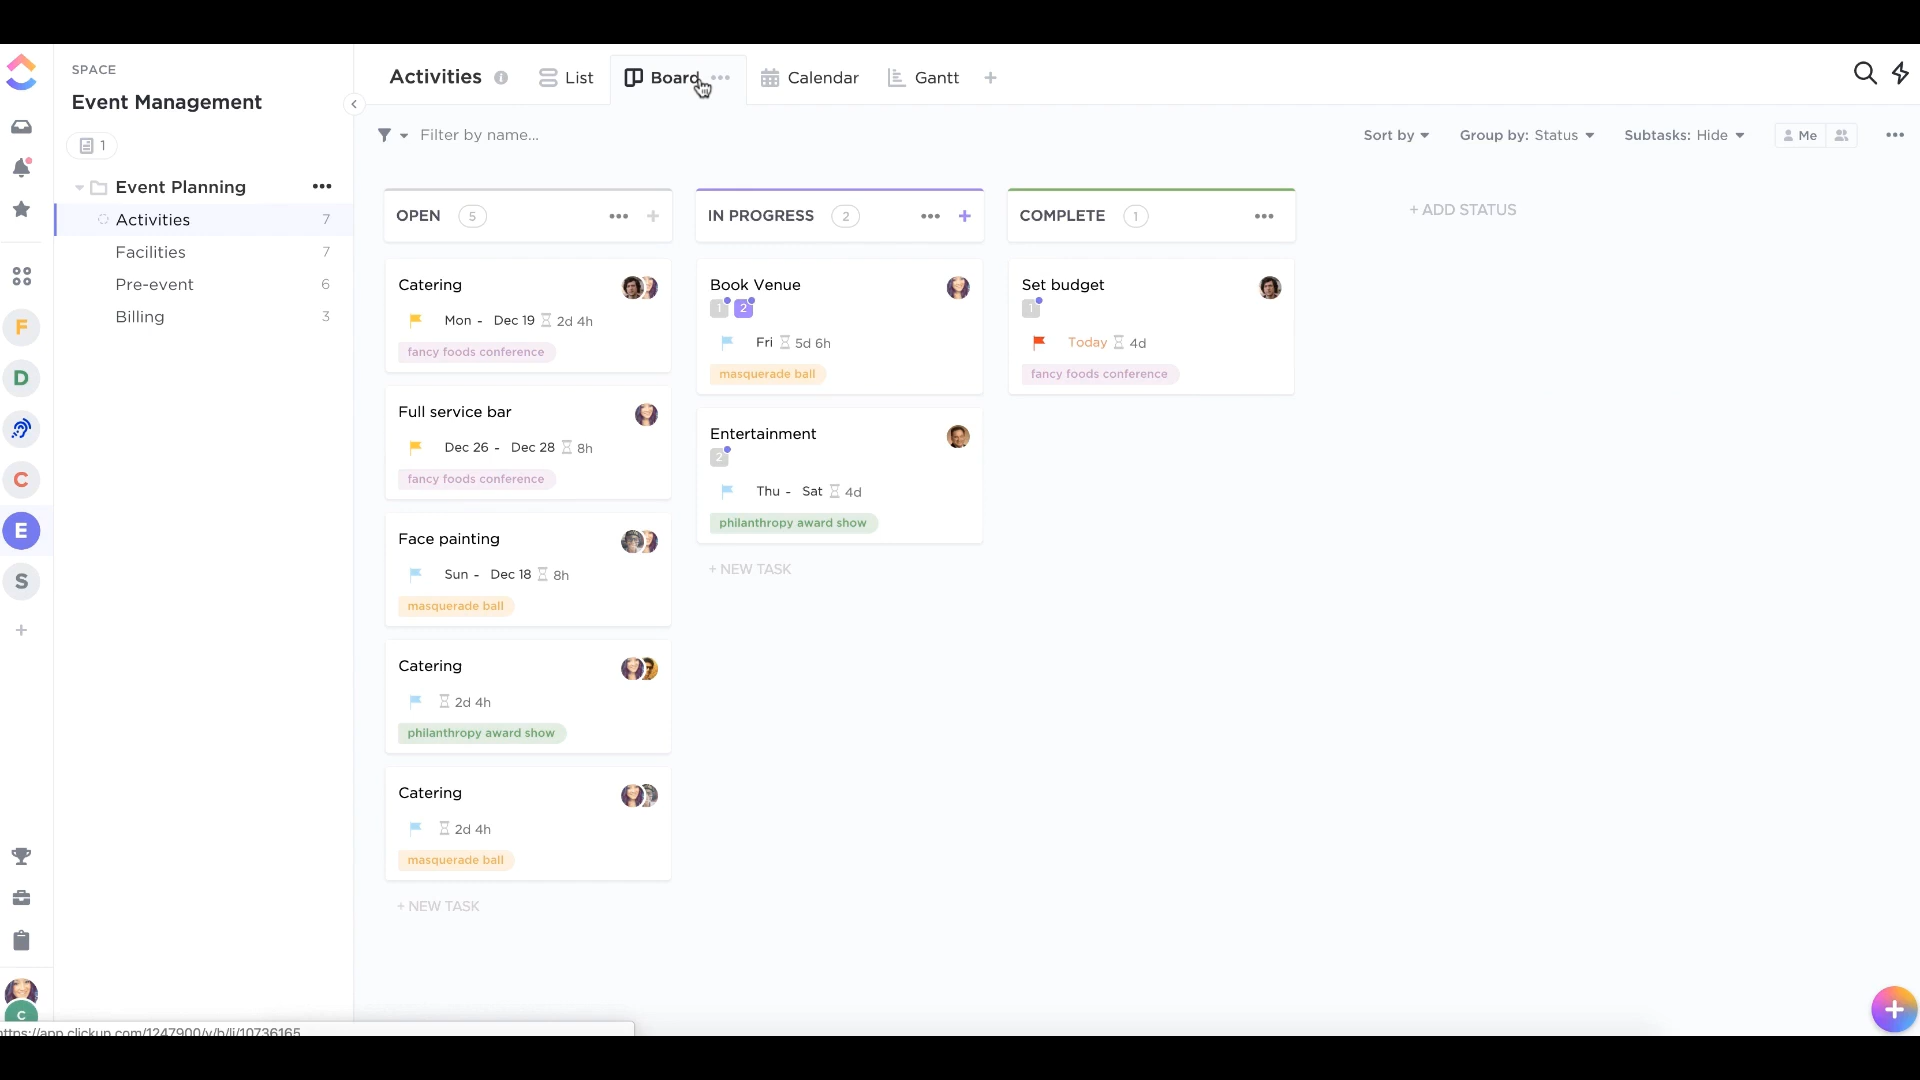 SPACE
Event Management
1
Event Planning
Activities 7
Facilities 7
Pre-event 6
Billing 3
F
D
C
E
S
C
Activities List Board Calendar Gantt
Filter by name...
Sort by Group by: Status Subtasks: Hide Me
OPEN 5
Catering
Mon - Dec 19 2d 4h
fancy foods conference
Full service bar
Dec 26 - Dec 28 8h
fancy foods conference
Face painting
Sun - Dec 18 8h
masquerade ball
Catering
2d 4h
philanthropy award show
Catering
2d 4h
masquerade ball
+ NEW TASK
IN PROGRESS 2
Book Venue
1 2
Fri 5d 6h
masquerade ball
Entertainment
2
Thu - Sat 4d
philanthropy award show
+ NEW TASK
COMPLETE 1
Set budget
1
Today 4d
fancy foods conference
+ ADD STATUS
https://app.clickup.com/1247900/v/b/li/10736165